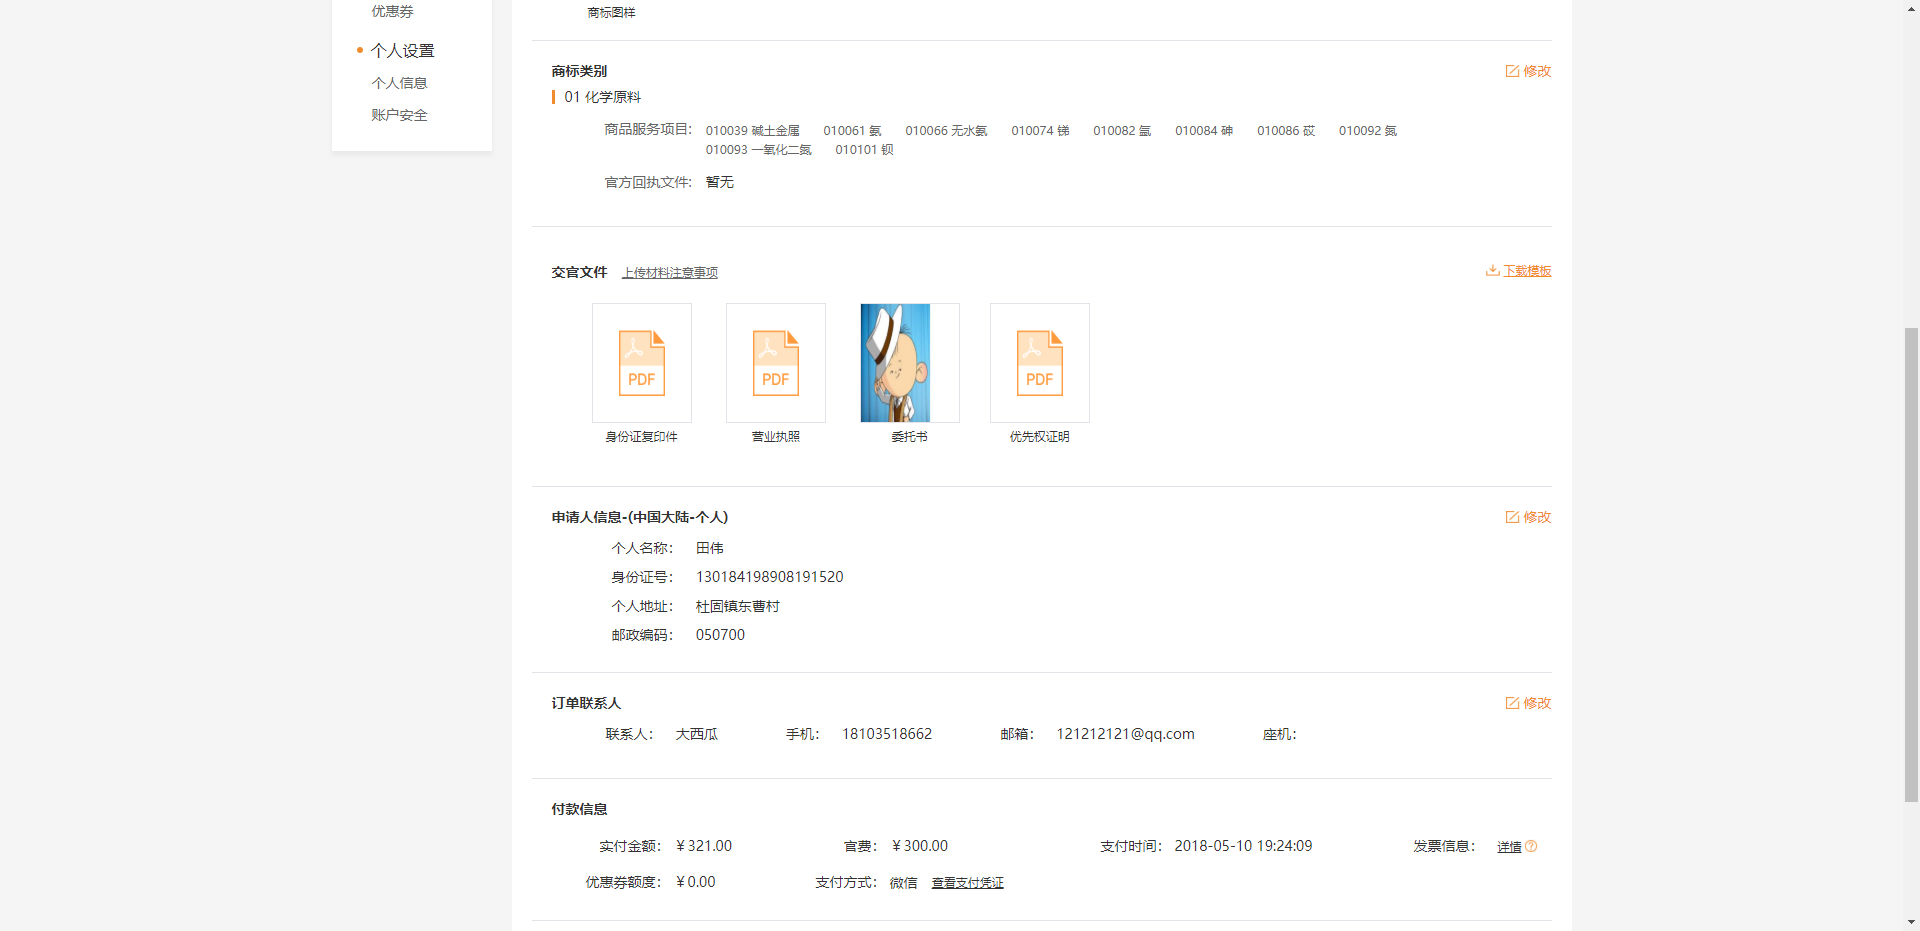 优惠券
个人设置
个人信息
账户安全
商标图样
商标类别
修改
01 化学原料
商品服务项目: 010039 碱土金属 010061 氨 010066 无水氨 010074 锑 010082 氩 010084 砷 010086 砹 010092 氮
010093 一氧化二氮 010101 钡
官方回执文件: 暂无
交官文件 上传材料注意事项 下载模板
PDF PDF PDF
身份证复印件 营业执照 委托书 优先权证明
申请人信息-(中国大陆-个人) 修改
个人名称: 田伟
身份证号: 130184198908191520
个人地址: 杜固镇东曹村
邮政编码: 050700
订单联系人 修改
联系人: 大西瓜 手机: 18103518662 邮箱: 121212121@qq.com 座机:
付款信息
实付金额: ¥321.00 官费: ¥300.00 支付时间: 2018-05-10 19:24:09 发票信息: 详情 ?
优惠券额度: ¥0.00 支付方式: 微信 查看支付凭证